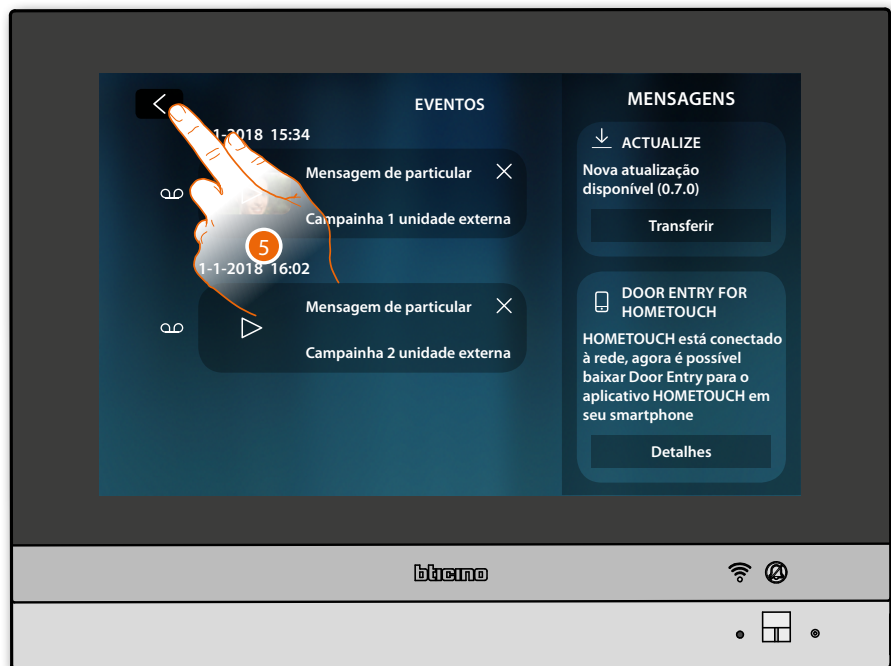 EVENTOS
1-2018 15:34
Mensagem de particular
Campainha 1 unidade externa
5
1-1-2018 16:02
Mensagem de particular
Campainha 2 unidade externa
MENSAGENS
ACTUALIZE
Nova atualização
disponível (0.7.0)
Transferir
DOOR ENTRY FOR
HOMETOUCH
HOMETOUCH está conectado
à rede, agora é possível
baixar Door Entry para o
aplicativo HOMETOUCH em
seu smartphone
Detalhes
bticino